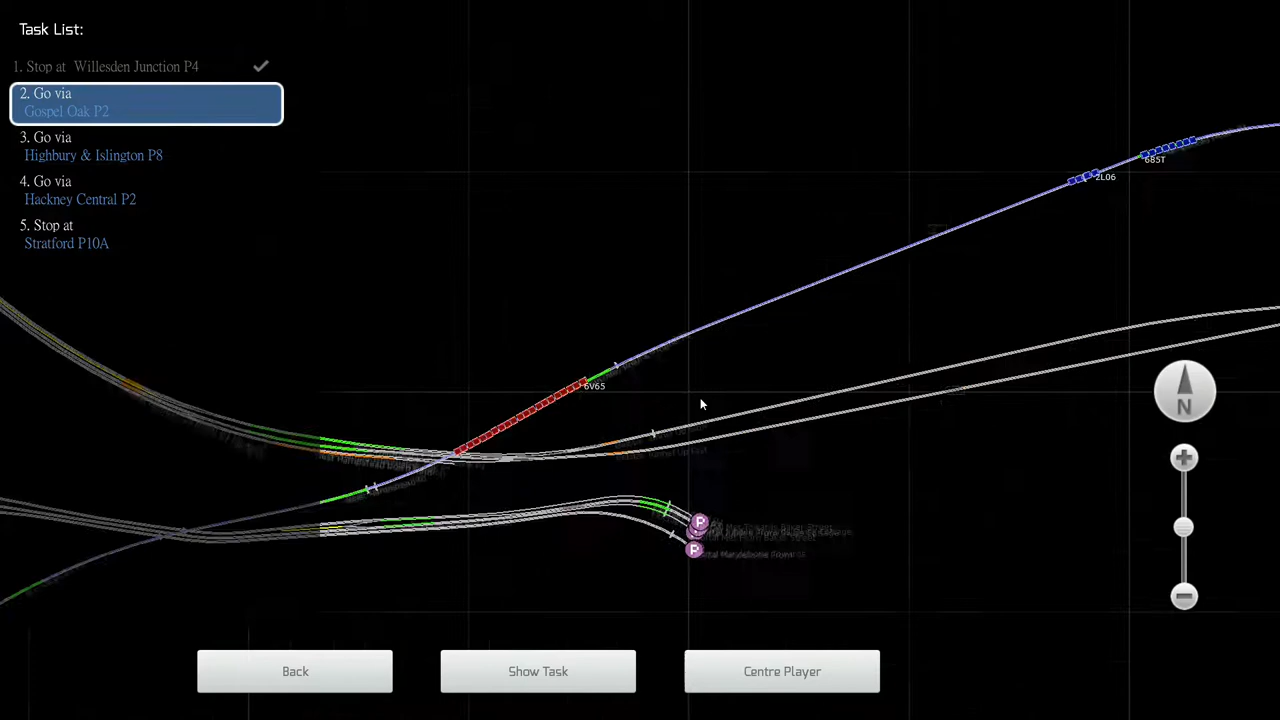 Task List:
1. Stop at Willesden Junction P4
2. Go via
Gospel Oak P2
3. Go via
Highbury & Islington P8
4. Go via
Hackney Central P2
5. Stop at
Stratford P10A
685T
2L06
6V65
P
P
N
Back
Show Task
Centre Player